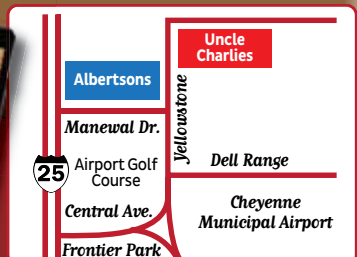 Uncle
Charlies
Albertsons
Yellowstone
Manewal Dr.
25
Airport Golf
Course
Dell Range
Central Ave.
Cheyenne
Municipal Airport
Frontier Park